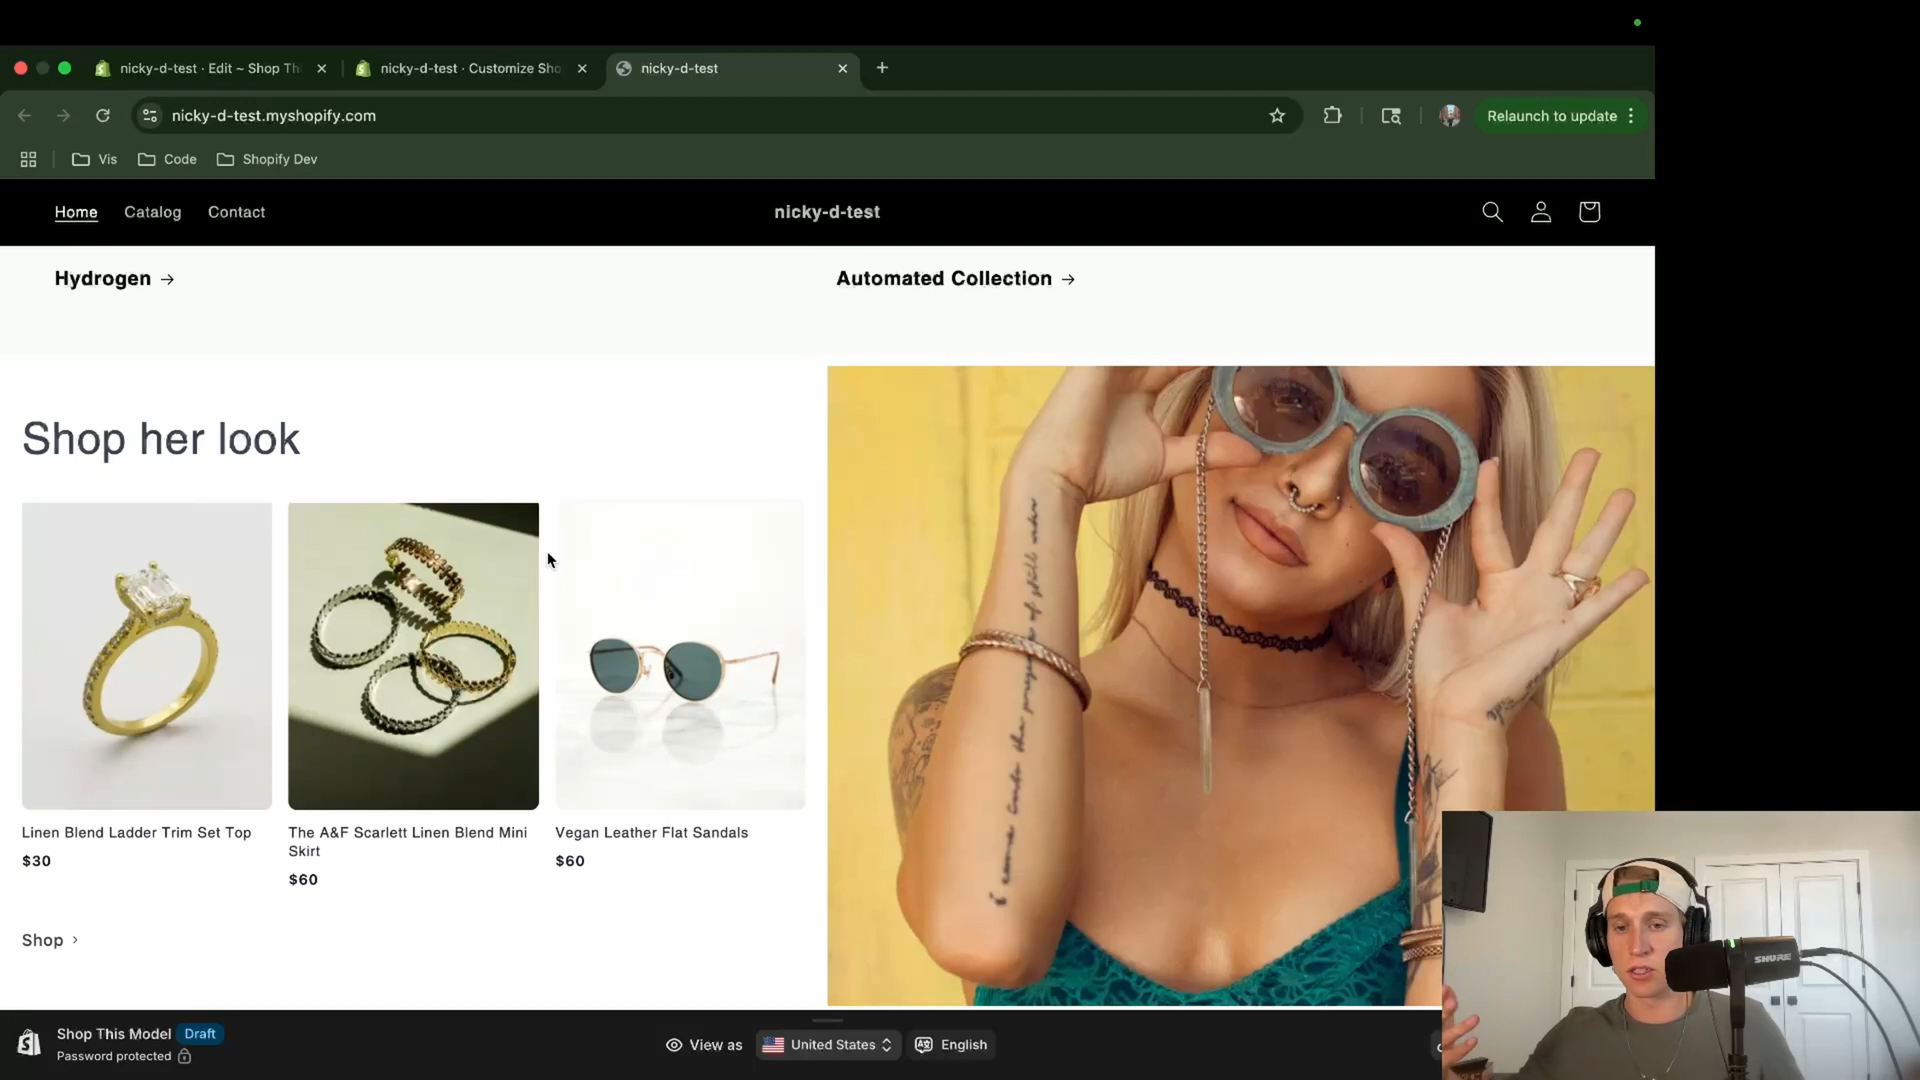 nicky-d-test · Edit ~ Shop Thi
nicky-d-test · Customize Sho
nicky-d-test
nicky-d-test.myshopify.com
Relaunch to update
Vis
Code
Shopify Dev
Home
Catalog
Contact
nicky-d-test
Hydrogen →
Automated Collection →
Shop her look
Linen Blend Ladder Trim Set Top
$30
The A&F Scarlett Linen Blend Mini
Skirt
$60
Vegan Leather Flat Sandals
$60
Shop >
Shop This Model Draft
Password protected
View as
United States
English
SHURE